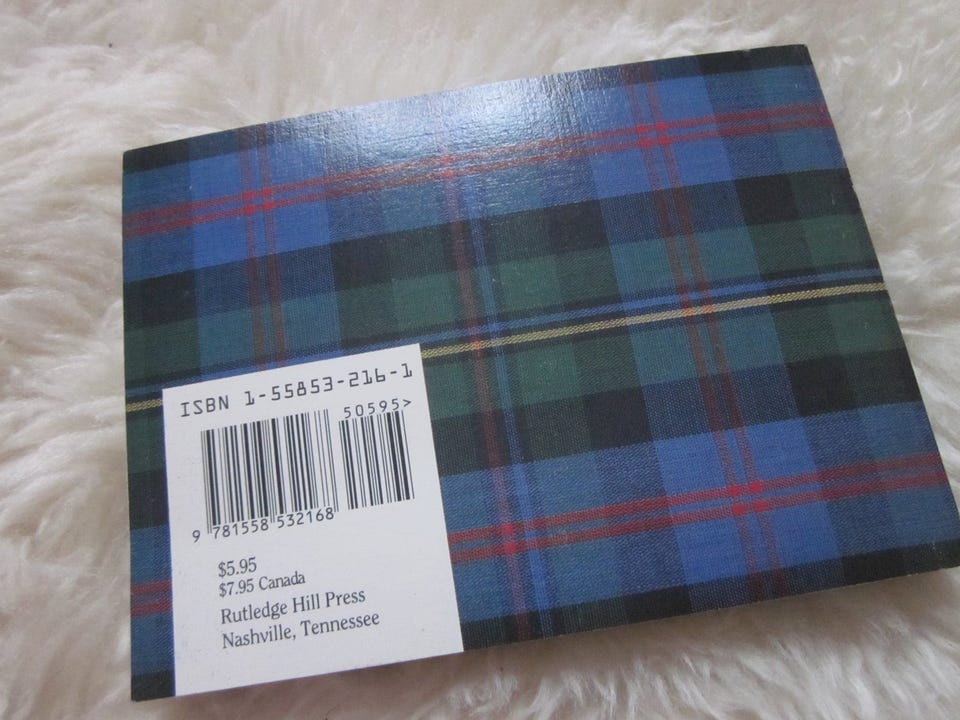 ISBN 1-55853-216-1
50595>
9 781558 532168
$5.95
$7.95 Canada
Rutledge Hill Press
Nashville, Tennessee